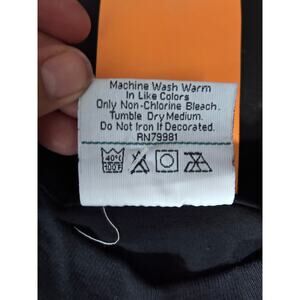 Machine Wash Warm
In Like Colors
Only Non-Chlorine Bleach.
Tumble Dry Medium.
Do Not Iron If Decorated.
RN79981
40°C
100°F